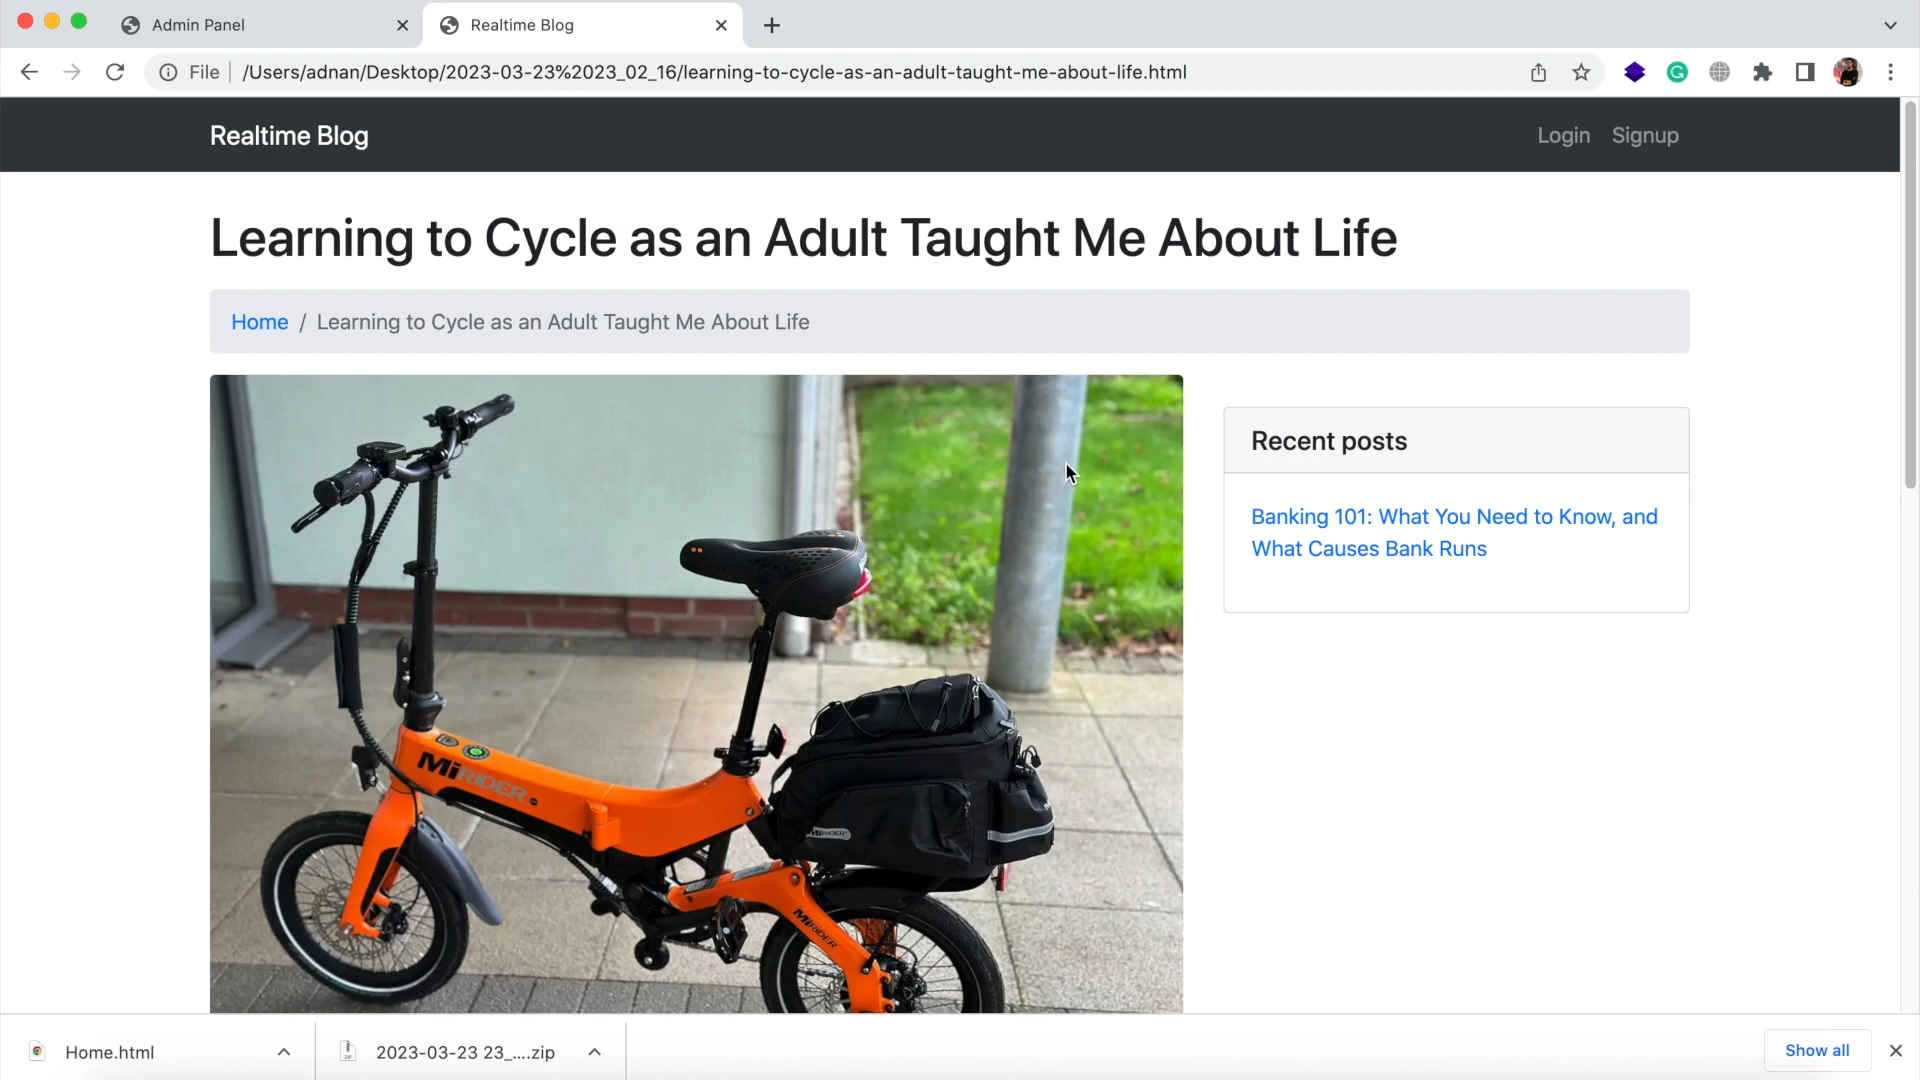 Admin Panel
Realtime Blog
File
/Users/adnan/Desktop/2023-03-23%2023_02_16/learning-to-cycle-as-an-adult-taught-me-about-life.html
Realtime Blog
Login
Signup
Learning to Cycle as an Adult Taught Me About Life
Home / Learning to Cycle as an Adult Taught Me About Life
Recent posts
Banking 101: What You Need to Know, and
What Causes Bank Runs
MiRIDER
MiRIDER
MiRIDER
Home.html
2023-03-23 23_....zip
Show all